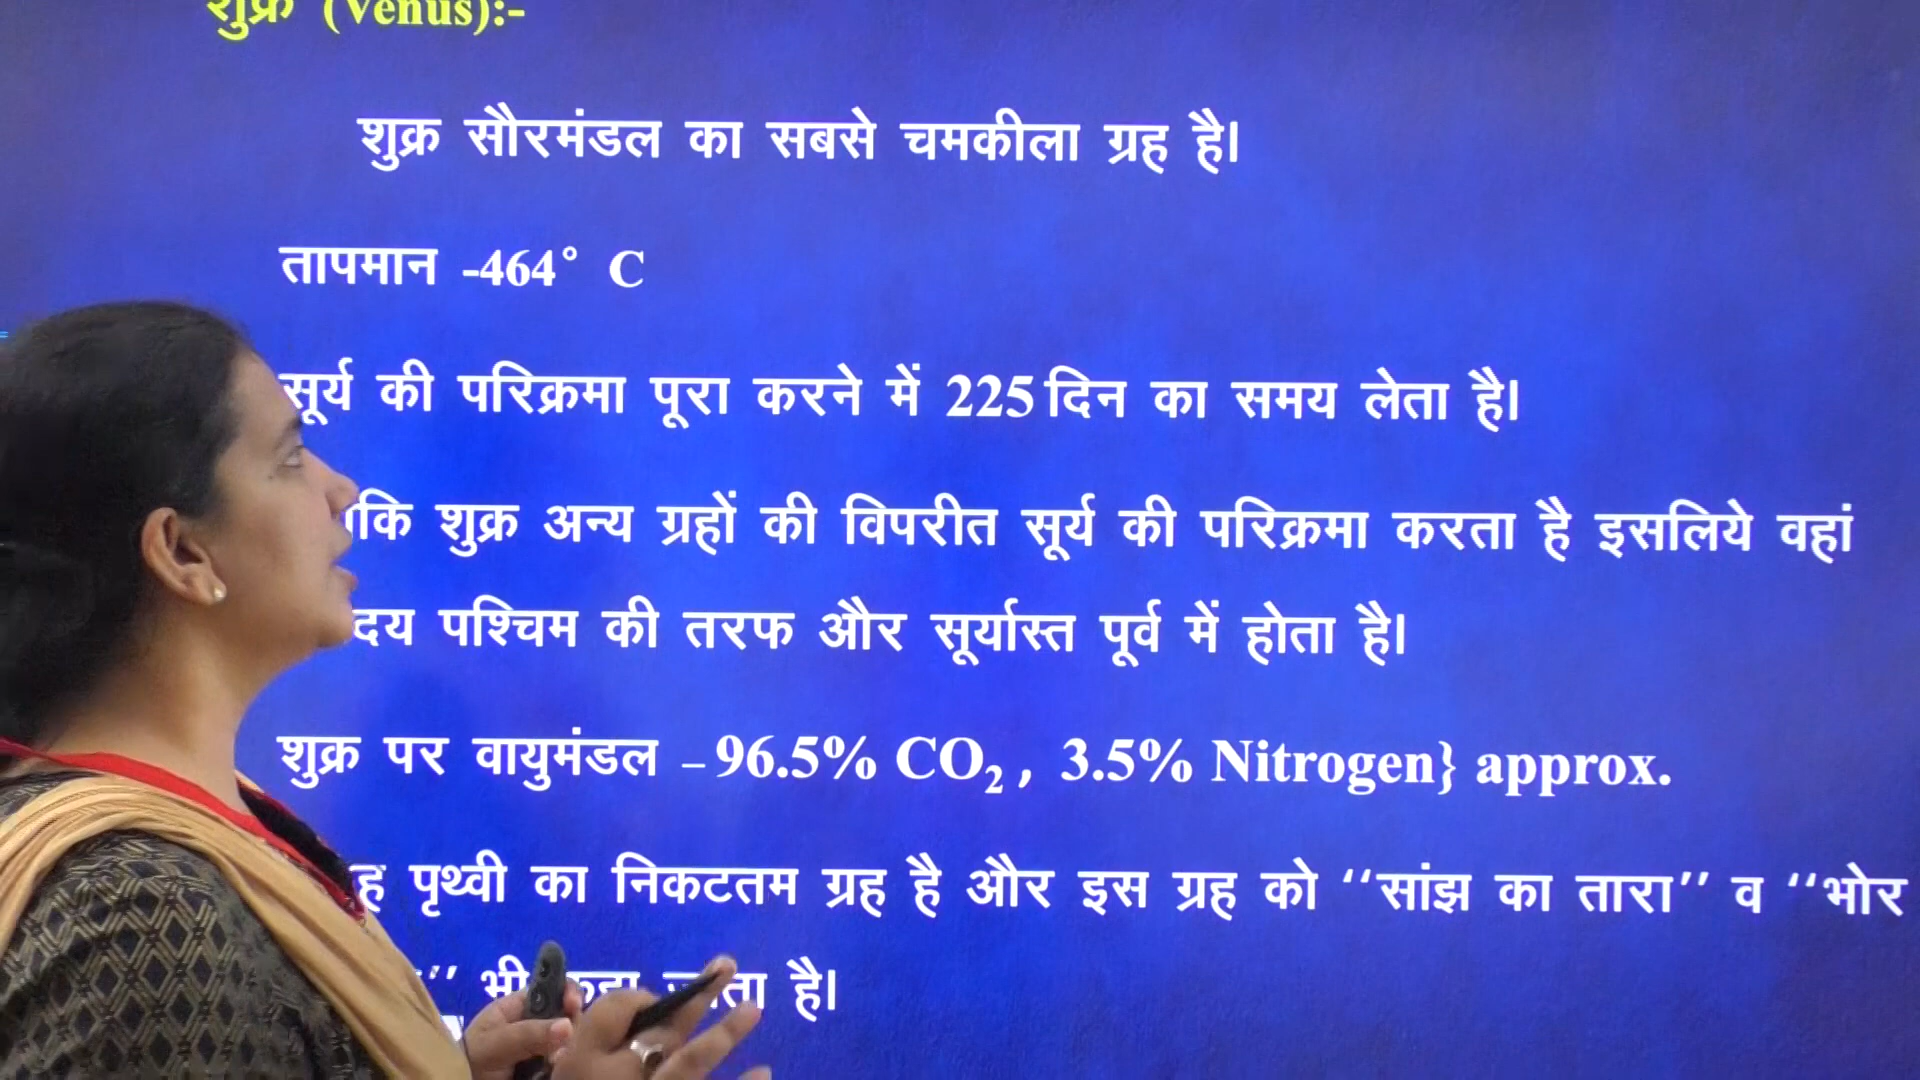 शुक्र (Venus):-
शुक्र सौरमंडल का सबसे चमकीला ग्रह है।
तापमान -464° C
सूर्य की परिक्रमा पूरा करने में 225 दिन का समय लेता है।
शुक्र अन्य ग्रहों की विपरीत सूर्य की परिक्रमा करता है इसलिये वहां
पश्चिम की तरफ और सूर्यास्त पूर्व में होता है।
शुक्र पर वायुमंडल – 96.5% CO₂ , 3.5% Nitrogen} approx.
पृथ्वी का निकटतम ग्रह है और इस ग्रह को ‘‘सांझ का तारा’’ व ‘‘भोर
’’ भी है।